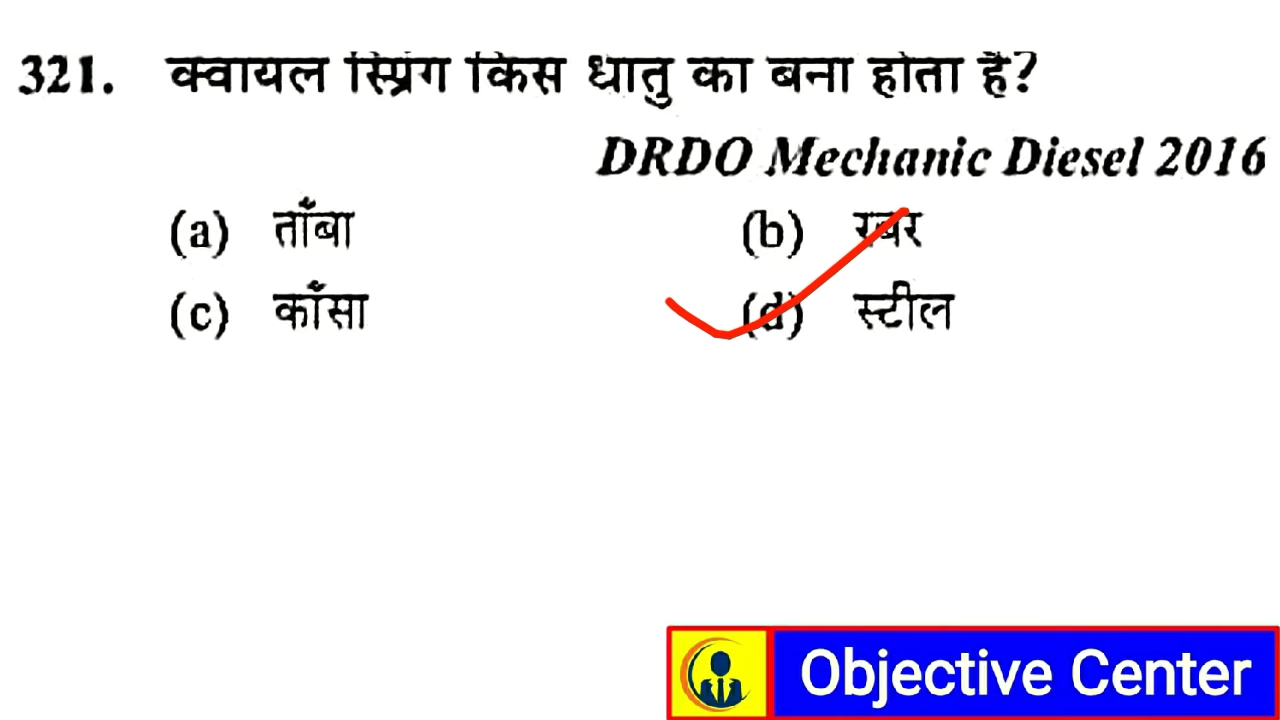 321. क्वायल स्प्रिंग किस धातु का बना होता है?
DRDO Mechanic Diesel 2016
(a) ताँबा (b) रबर
(c) काँसा (d) स्टील
Objective Center